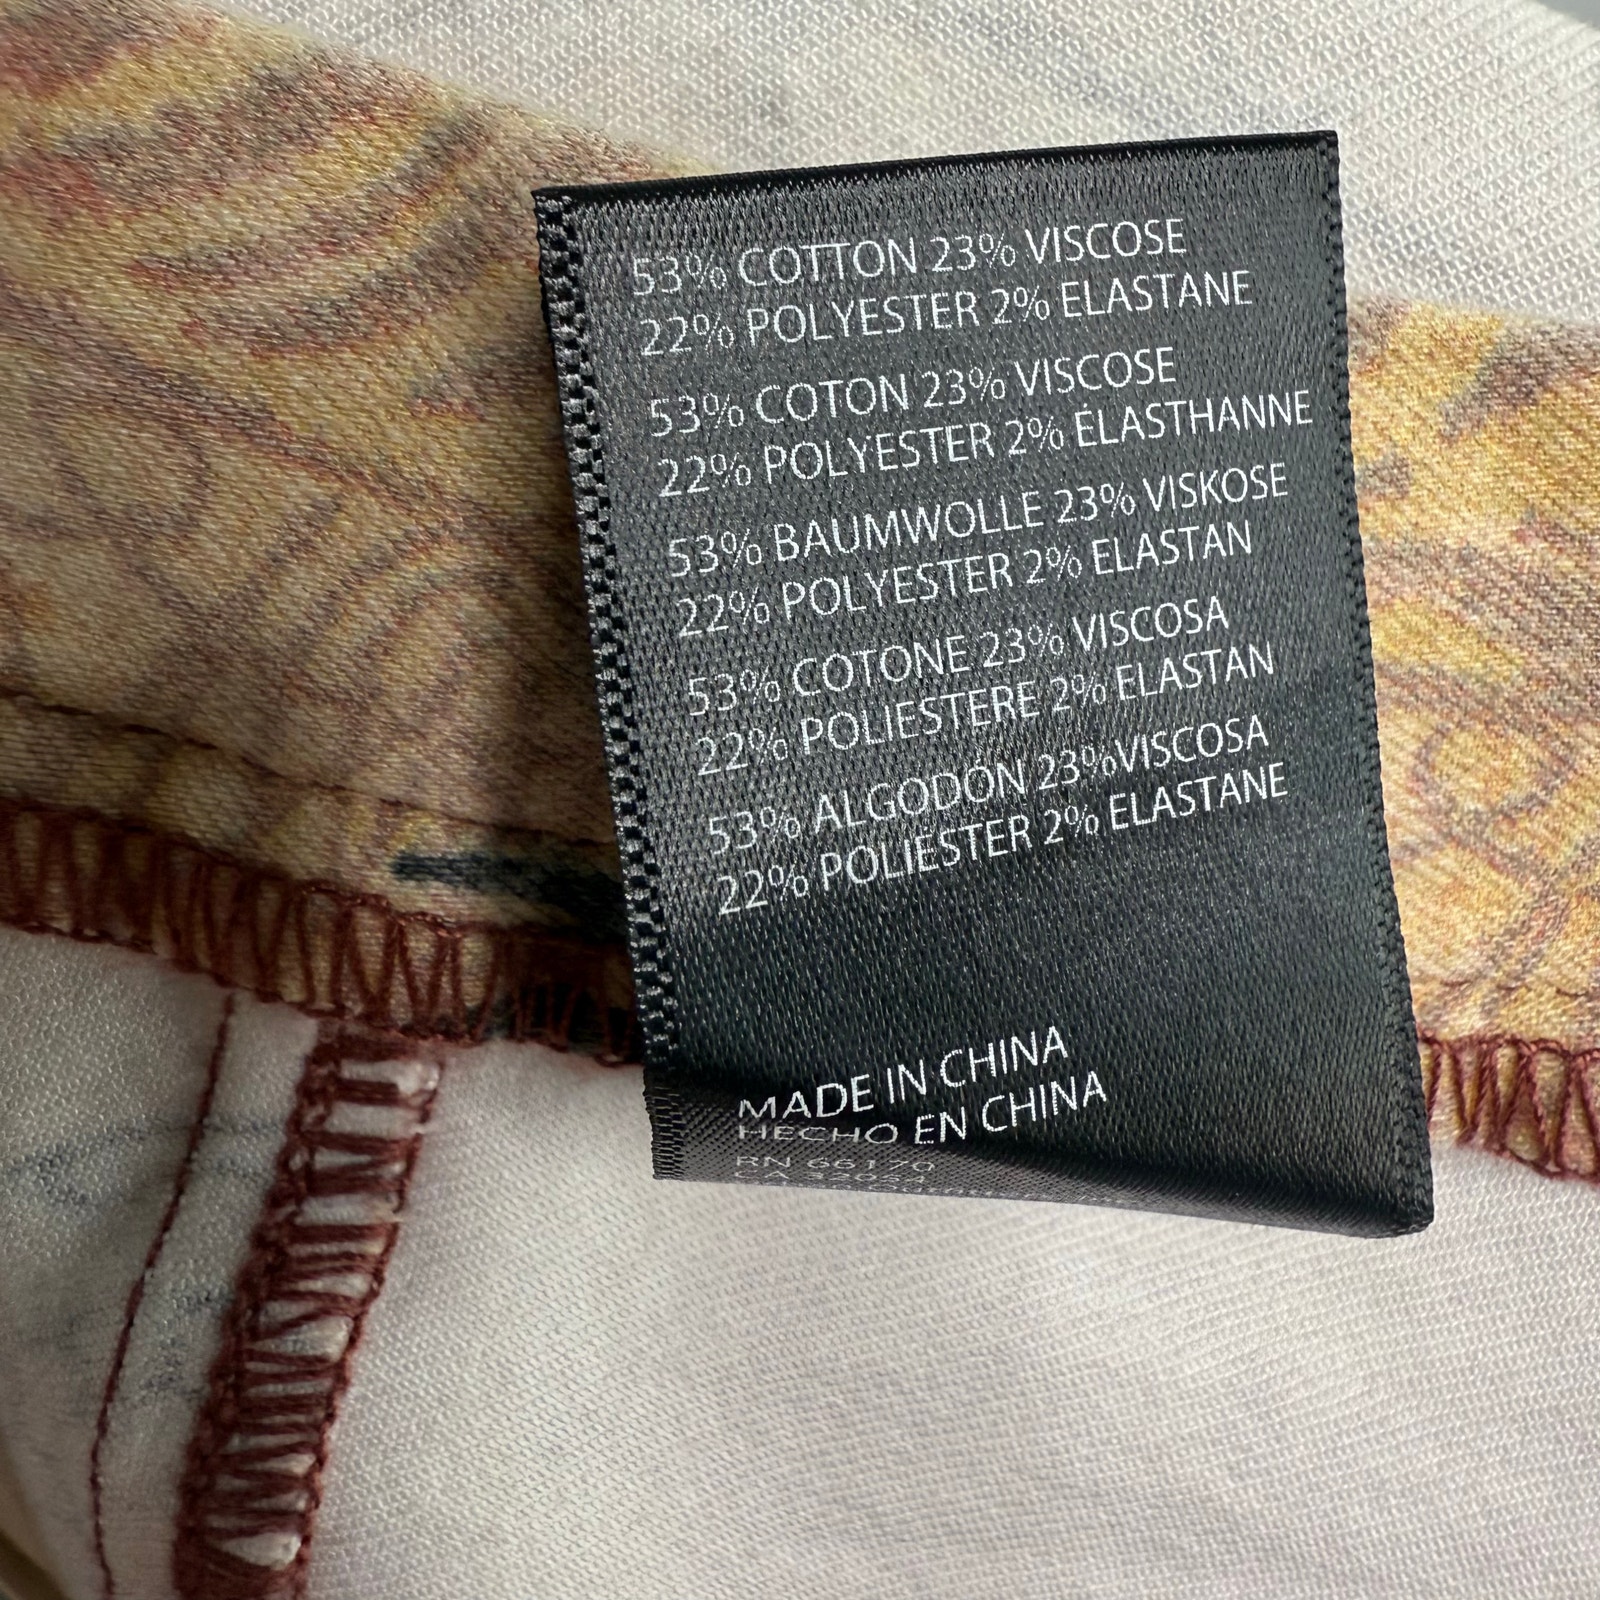 53% COTTON 23% VISCOSE
22% POLYESTER 2% ELASTANE
53% COTON 23% VISCOSE
22% POLYESTER 2% ÉLASTHANNE
53% BAUMWOLLE 23% VISKOSE
22% POLYESTER 2% ELASTAN
53% COTONE 23% VISCOSA
22% POLIESTERE 2% ELASTAN
53% ALGODÓN 23%VISCOSA
22% POLIÉSTER 2% ELASTANE
MADE IN CHINA
HECHO EN CHINA
RN 66170
CA